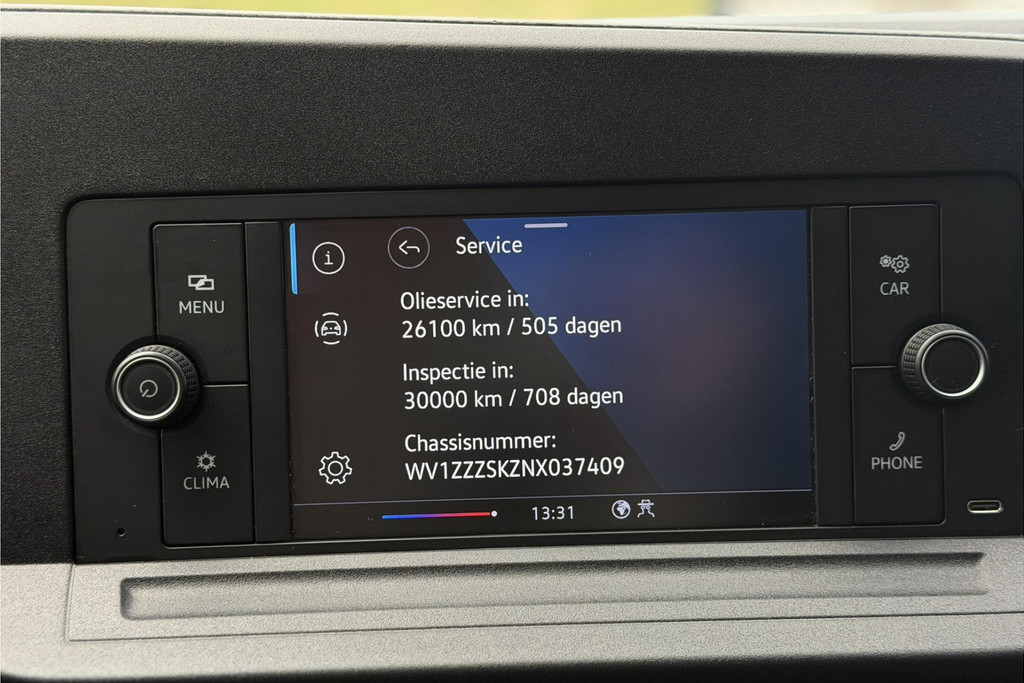 Service
Olieservice in:
26100 km / 505 dagen
Inspectie in:
30000 km / 708 dagen
Chassisnummer:
WV1ZZZSKZNX037409
13:31
MENU
CLIMA
CAR
PHONE
i